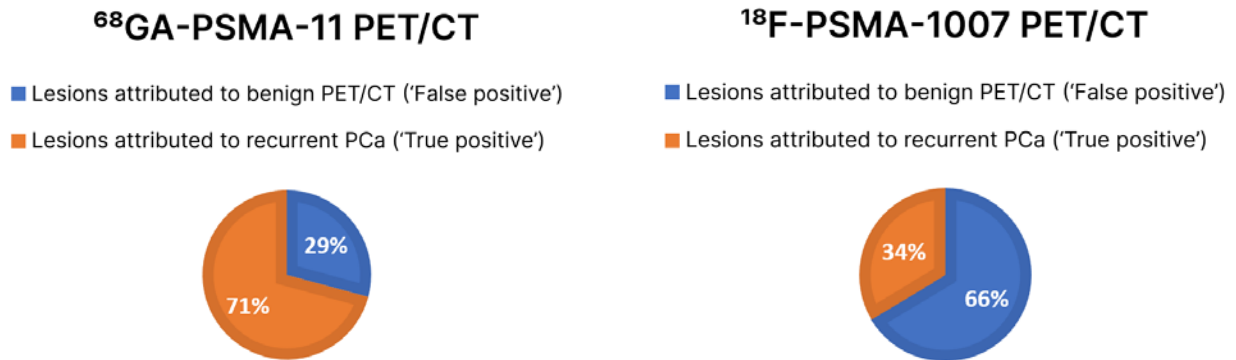 ⁶⁸GA-PSMA-11 PET/CT
Lesions attributed to benign PET/CT (‘False positive’)
Lesions attributed to recurrent PCa (‘True positive’)
29%
71%
¹⁸F-PSMA-1007 PET/CT
Lesions attributed to benign PET/CT (‘False positive’)
Lesions attributed to recurrent PCa (‘True positive’)
34%
66%